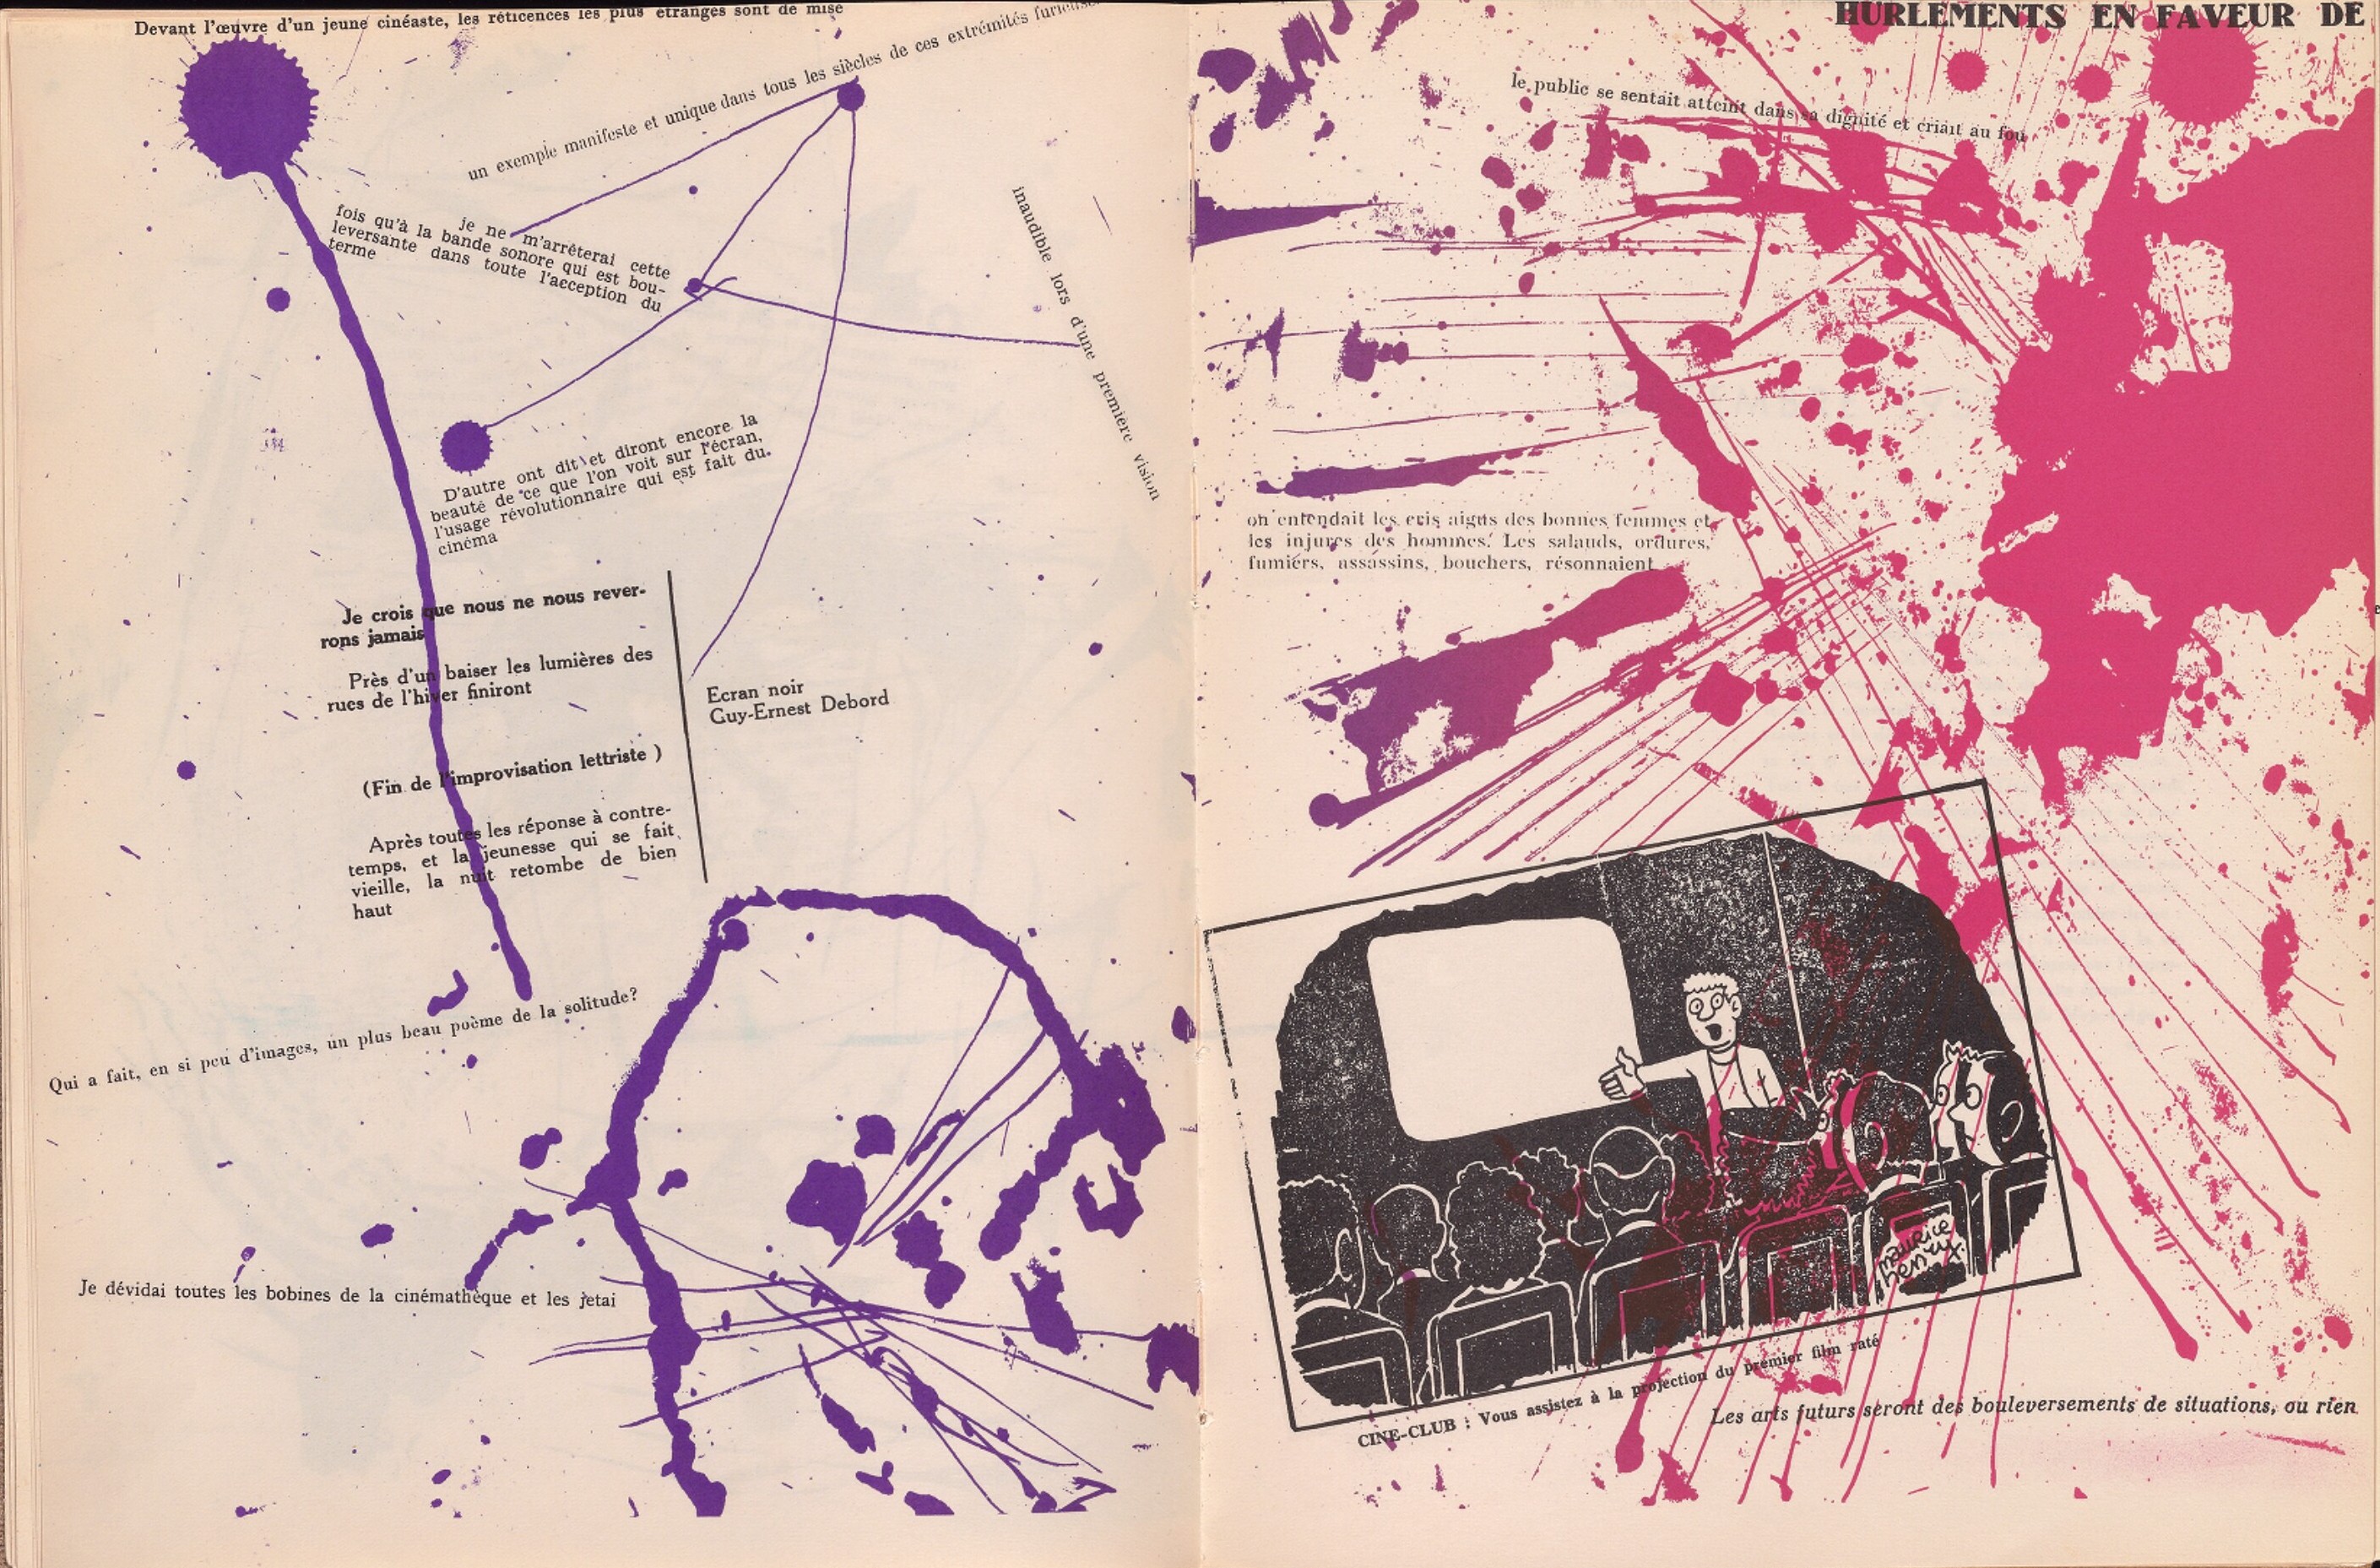 Devant l'œuvre d'un jeune cinéaste, les réticences les plus étranges sont de mise
un exemple manifeste et unique dans tous les siècles de ces extrémités
je ne m'arrêterai cette
fois qu'à la bande sonore qui est bou-
leversante dans toute l'acception du
terme
inaudible lors d'une première vision
D'autre ont dit et diront encore la
beauté de ce que l'on voit sur l'écran,
l'usage révolutionnaire qui est fait du
cinéma
Je crois que nous ne nous rever-
rons jamais
Près d'un baiser les lumières des
rues de l'hiver finiront
Ecran noir
Guy-Ernest Debord
(Fin de l'improvisation lettriste )
Après toutes les réponse à contre-
temps, et la jeunesse qui se fait
vieille, la nuit retombe de bien
haut
Qui a fait, en si peu d'images, un plus beau poème de la solitude?
Je dévidai toutes les bobines de la cinémathèque et les jetai
HURLEMENTS EN FAVEUR DE
le public se sentait atteint dans sa dignité et criait au fou
on entendait les cris aigus des bonnes femmes et
les injures des hommes. Les salauds, ordures,
fumiers, assassins, bouchers, résonnaient
maurice
henry.
CINE-CLUB : Vous assistez à la projection du premier film raté
Les arts futurs seront des bouleversements de situations, ou rien